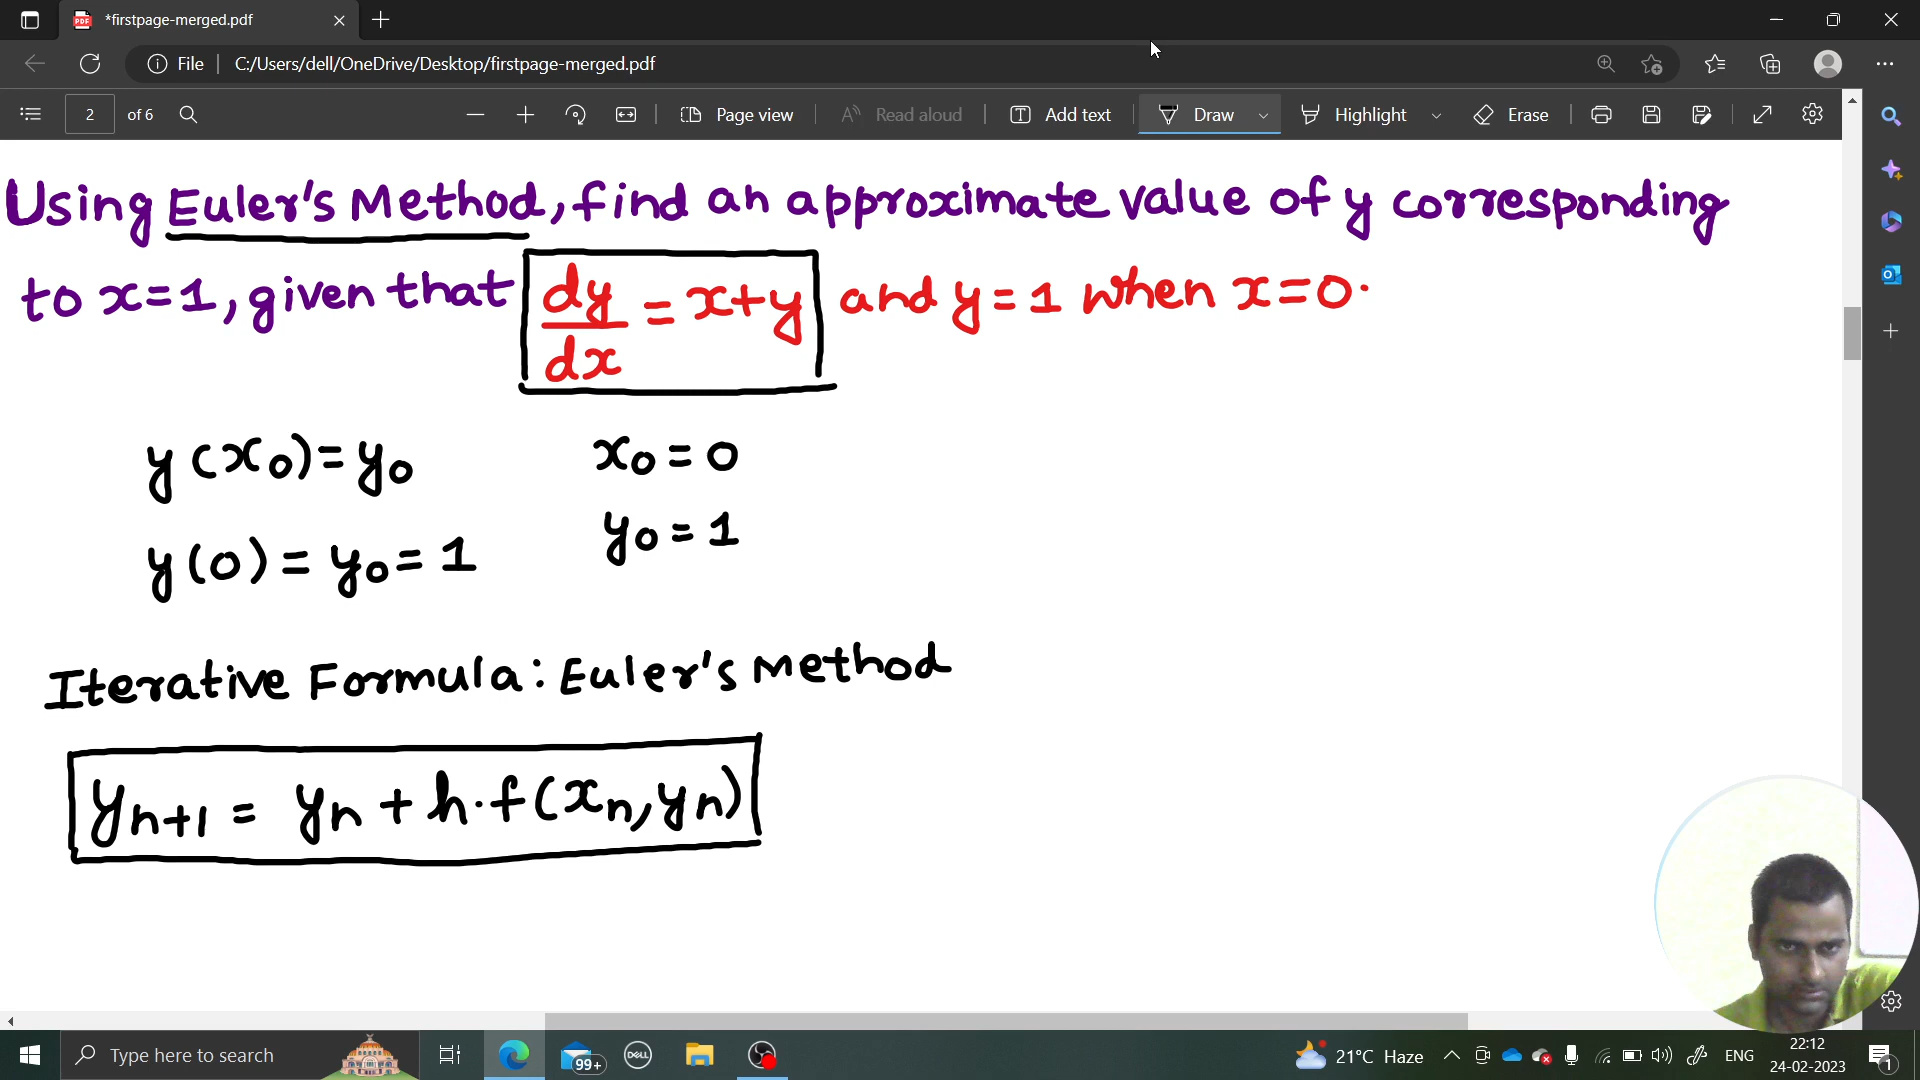 *firstpage-merged.pdf
File C:/Users/dell/OneDrive/Desktop/firstpage-merged.pdf
2 of 6 Page view Read aloud Add text Draw Highlight Erase
Using Euler's Method, find an approximate value of y corresponding
to x=1, given that dy/dx = x+y and y=1 when x=0.
y(x₀)=y₀ x₀=0
y(0)=y₀=1 y₀=1
Iterative Formula: Euler's Method
yₙ₊₁ = yₙ + h·f(xₙ,yₙ)
Type here to search 99+ DELL 21°C Haze ENG 22:12
24-02-2023 1